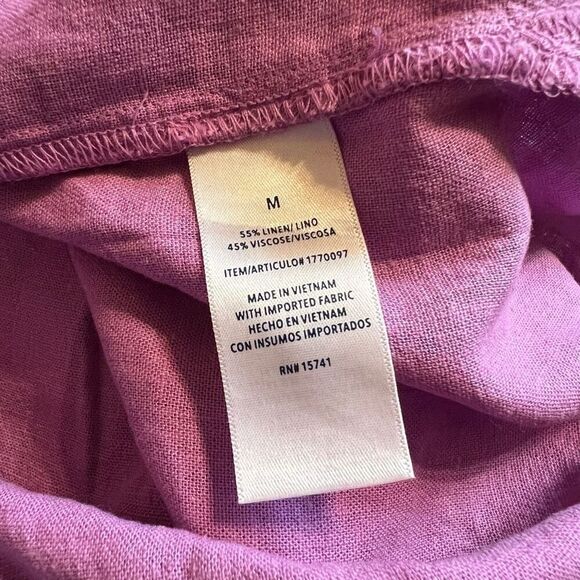 M
55% LINEN/ LINO
45% VISCOSE/VISCOSA
ITEM/ARTICULO# 1770097
MADE IN VIETNAM
WITH IMPORTED FABRIC
HECHO EN VIETNAM
CON INSUMOS IMPORTADOS
RN# 15741